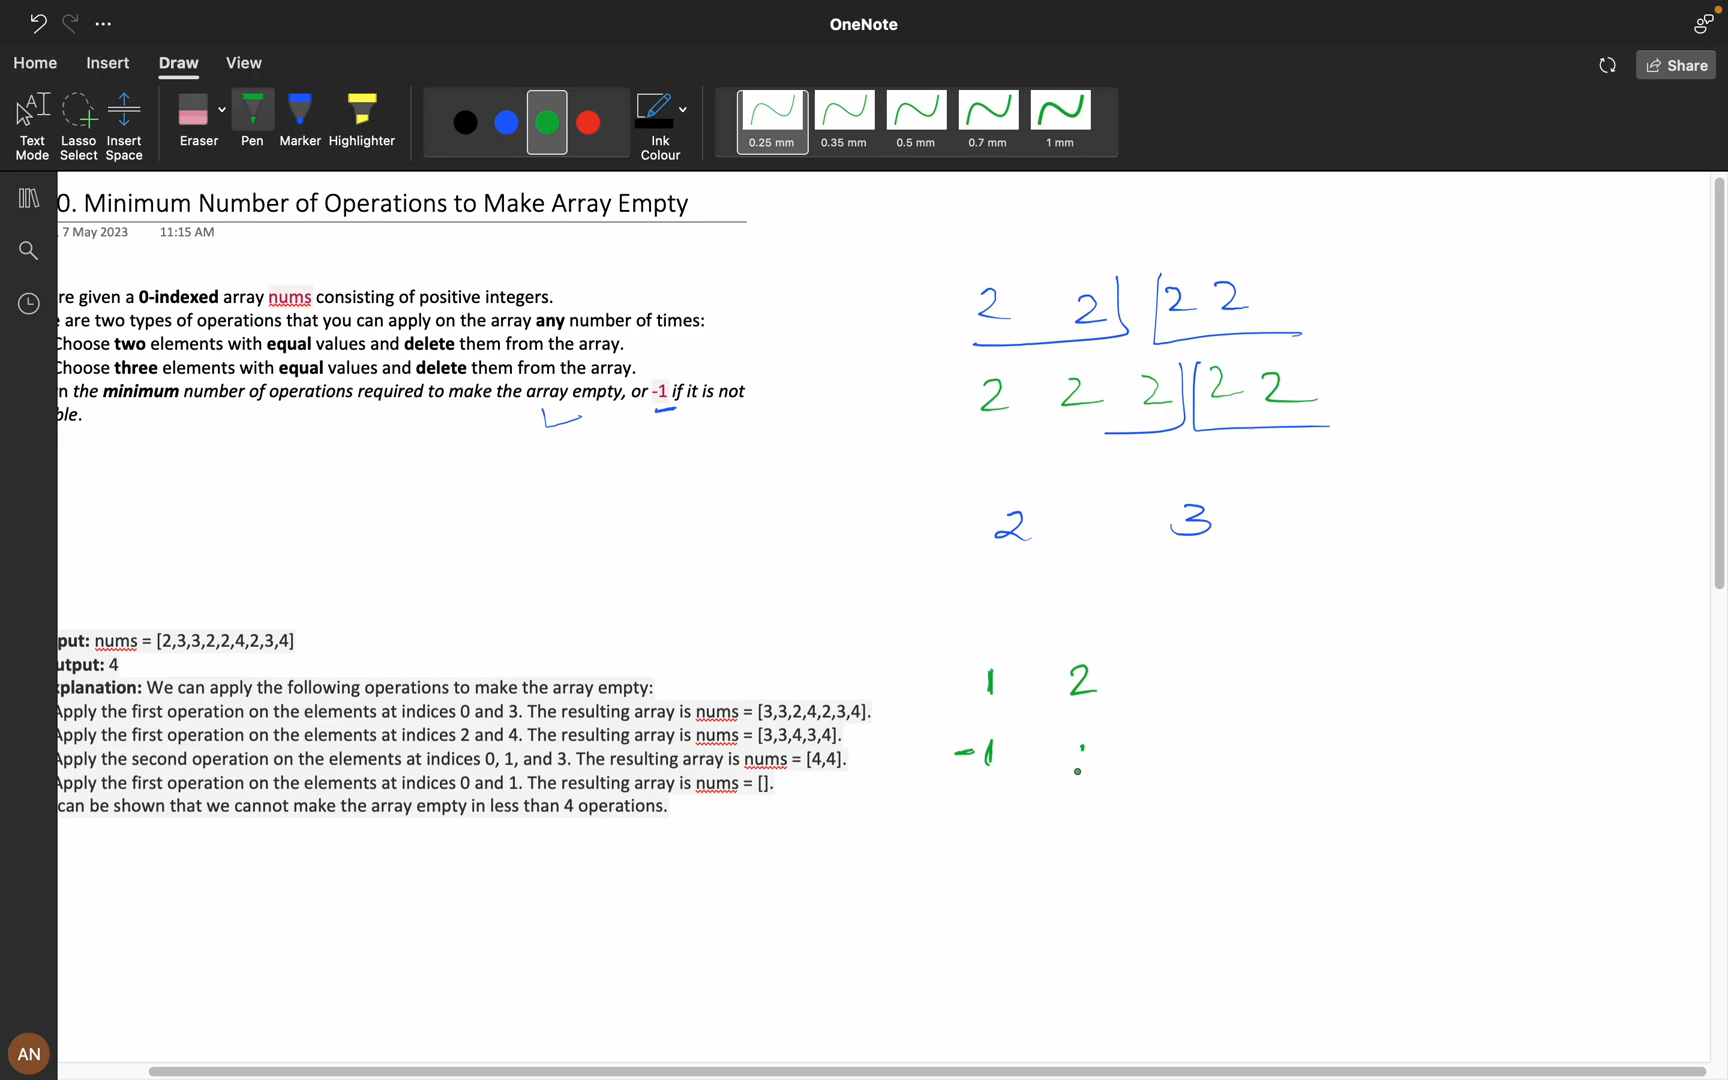 OneNote
Home Insert Draw View
Share
Text Mode
Lasso Select
Insert Space
Eraser
Pen
Marker
Highlighter
Ink Colour
0.25 mm
0.35 mm
0.5 mm
0.7 mm
1 mm
0. Minimum Number of Operations to Make Array Empty
, 7 May 2023 11:15 AM
re given a 0-indexed array nums consisting of positive integers.
e are two types of operations that you can apply on the array any number of times:
Choose two elements with equal values and delete them from the array.
Choose three elements with equal values and delete them from the array.
n the minimum number of operations required to make the array empty, or -1 if it is not
ble.
2 2 2 2
2 2 2 2 2
2 3
put: nums = [2,3,3,2,2,4,2,3,4]
utput: 4
xplanation: We can apply the following operations to make the array empty:
Apply the first operation on the elements at indices 0 and 3. The resulting array is nums = [3,3,2,4,2,3,4].
Apply the first operation on the elements at indices 2 and 4. The resulting array is nums = [3,3,4,3,4].
Apply the second operation on the elements at indices 0, 1, and 3. The resulting array is nums = [4,4].
Apply the first operation on the elements at indices 0 and 1. The resulting array is nums = [].
can be shown that we cannot make the array empty in less than 4 operations.
1 2
-1
AN